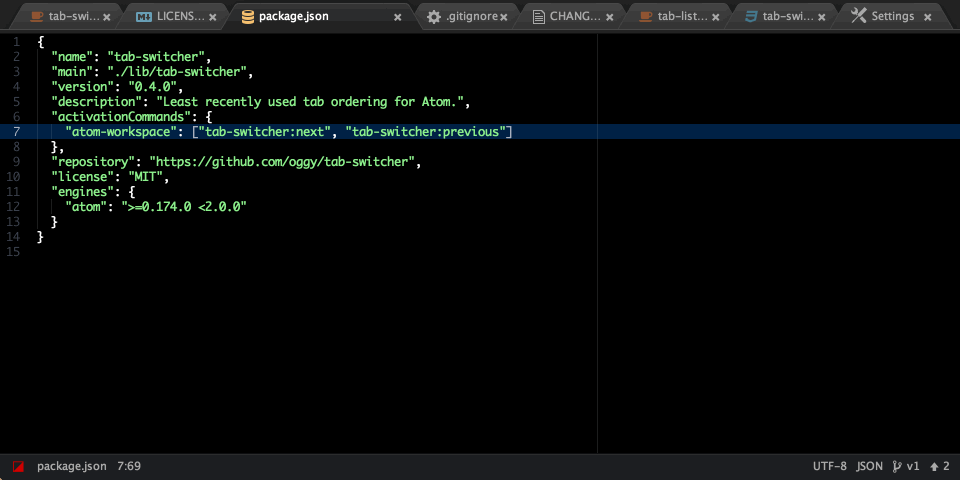 tab-swi...
LICENS...
package.json
.gitignore
CHANG...
tab-list...
tab-swi...
Settings
1 {
2 "name": "tab-switcher",
3 "main": "./lib/tab-switcher",
4 "version": "0.4.0",
5 "description": "Least recently used tab ordering for Atom.",
6 "activationCommands": {
7 "atom-workspace": ["tab-switcher:next", "tab-switcher:previous"]
8 },
9 "repository": "https://github.com/oggy/tab-switcher",
10 "license": "MIT",
11 "engines": {
12 "atom": ">=0.174.0 <2.0.0"
13 }
14 }
15
package.json 7:69 UTF-8 JSON v1 2